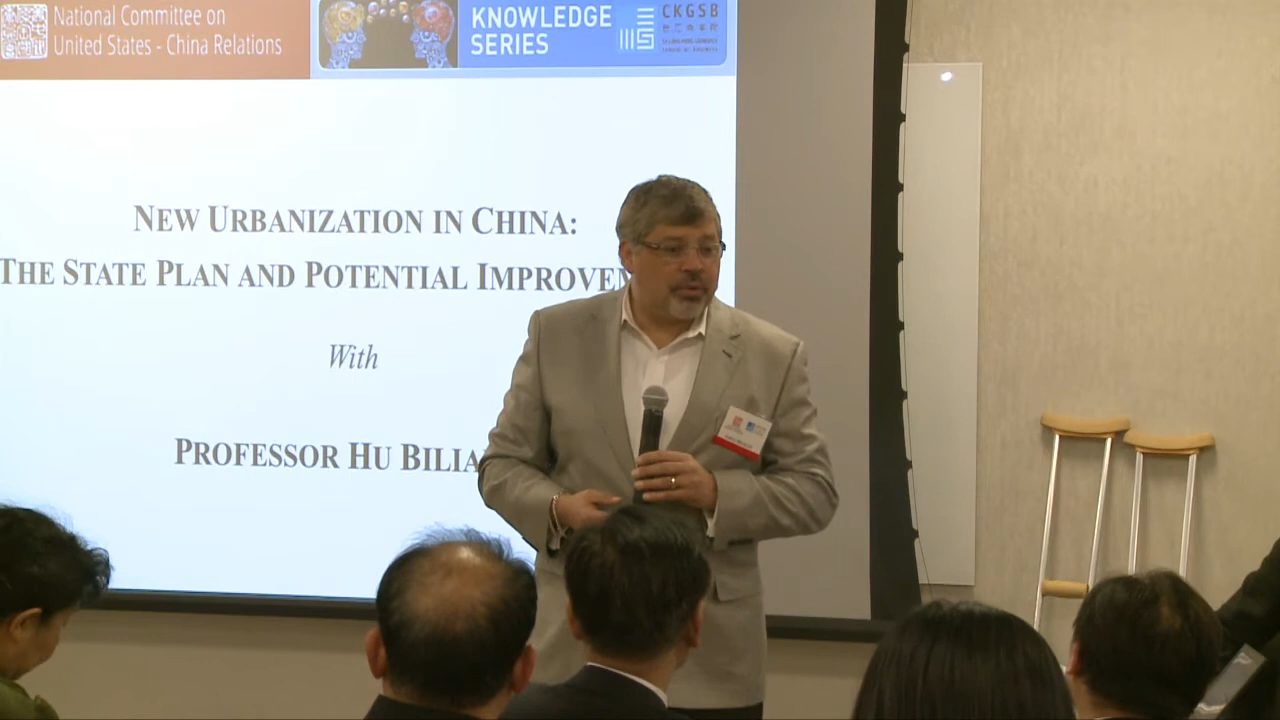 National Committee on
United States - China Relations
KNOWLEDGE
SERIES
CKGSB
NEW URBANIZATION IN CHINA:
THE STATE PLAN AND POTENTIAL IMPROVEM
With
PROFESSOR HU BILIA